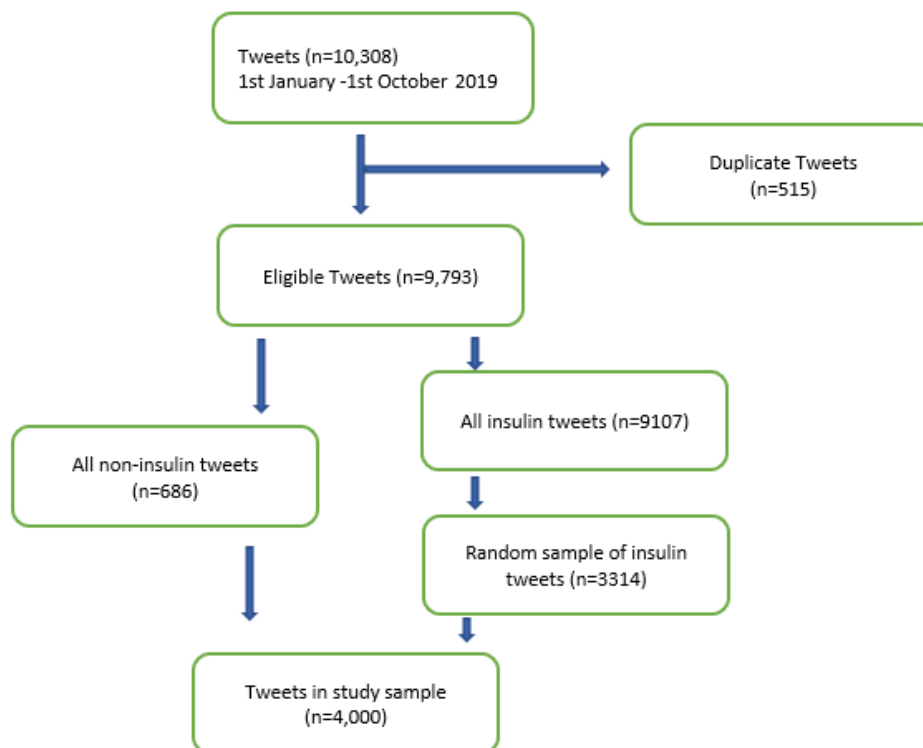 Tweets (n=10,308)
1st January -1st October 2019
Duplicate Tweets
(n=515)
Eligible Tweets (n=9,793)
All insulin tweets (n=9107)
All non-insulin tweets
(n=686)
Random sample of insulin
tweets (n=3314)
Tweets in study sample
(n=4,000)